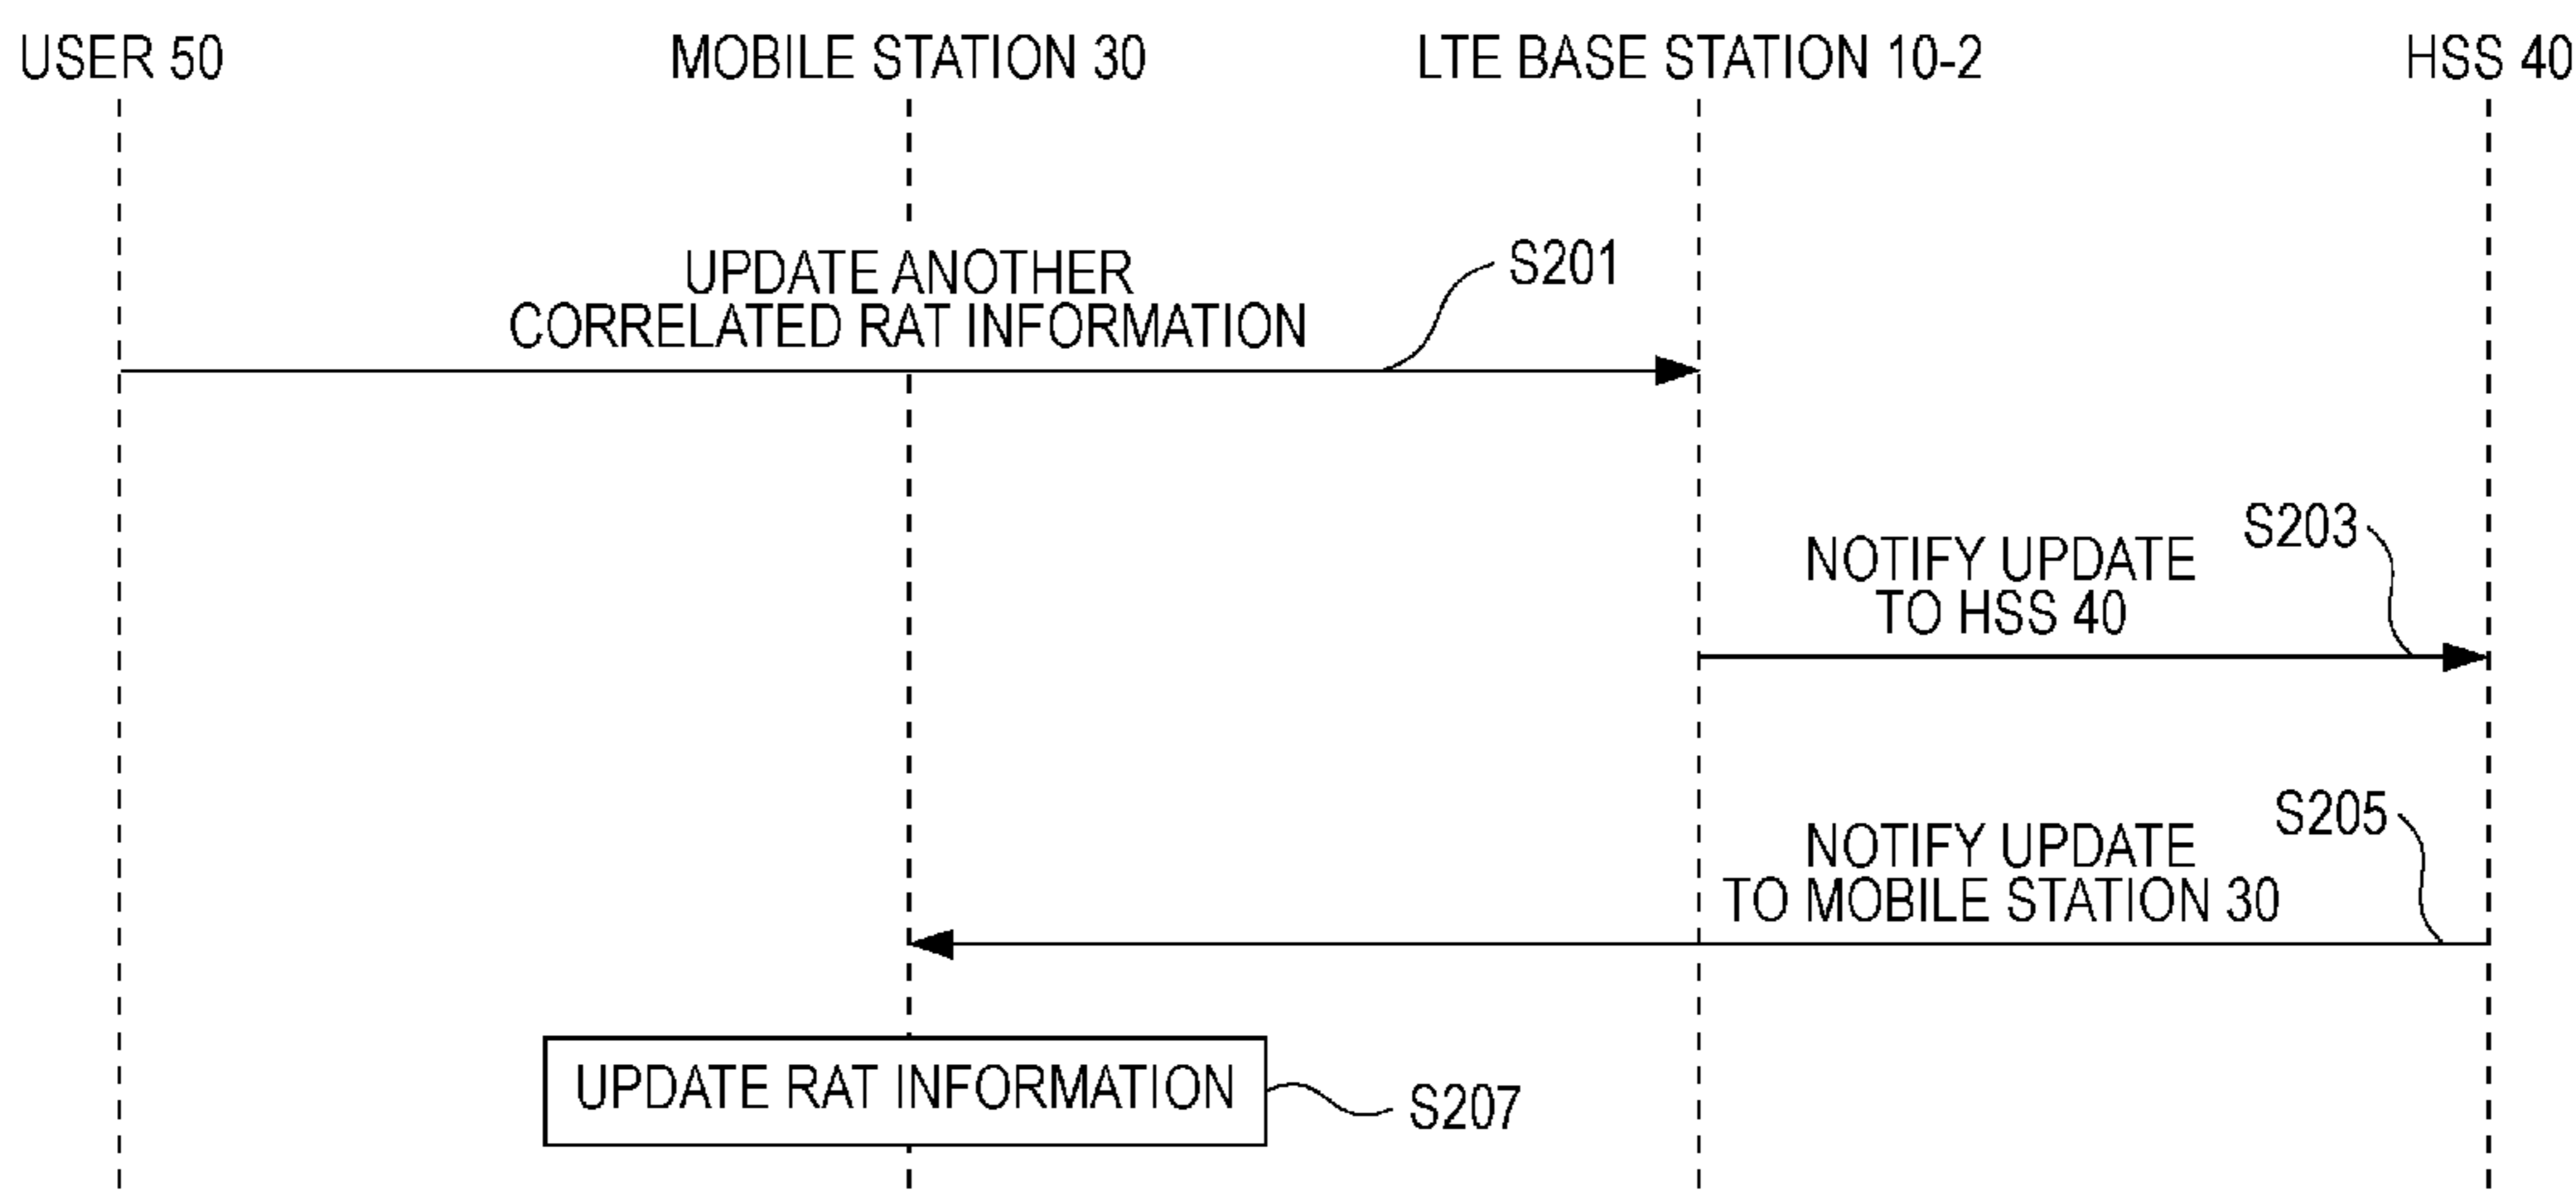 USER 50
MOBILE STATION 30
LTE BASE STATION 10-2
HSS 40
UPDATE ANOTHER
CORRELATED RAT INFORMATION
S201
NOTIFY UPDATE
TO HSS 40
S203
NOTIFY UPDATE
TO MOBILE STATION 30
S205
UPDATE RAT INFORMATION
S207